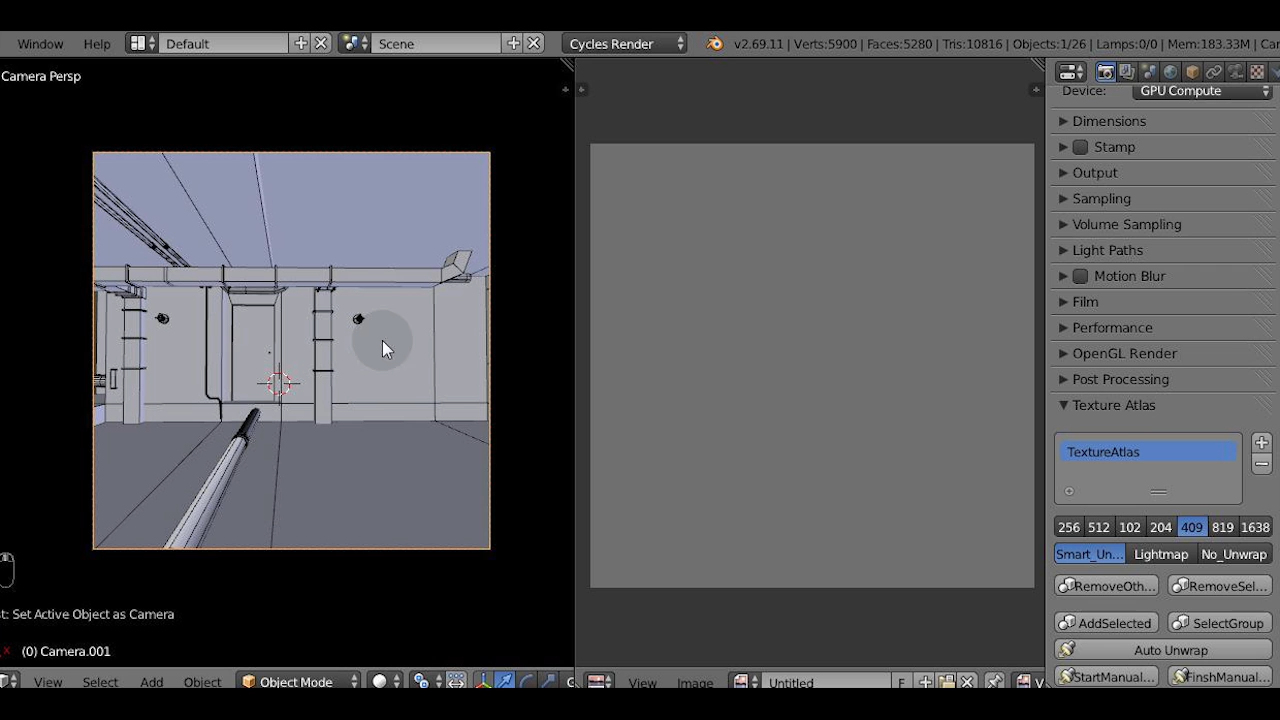 Window Help Default Scene Cycles Render v2.69.11 | Verts:5900 | Faces:5280 | Tris:10816 | Objects:1/26 | Lamps:0/0 | Mem:183.33M | Car
Camera Persp
Device: GPU Compute
Dimensions
Stamp
Output
Sampling
Volume Sampling
Light Paths
Motion Blur
Film
Performance
OpenGL Render
Post Processing
Texture Atlas
TextureAtlas
256 512 102 204 409 819 1638
Smart_Un... Lightmap No_Unwrap
RemoveOth... RemoveSel...
AddSelected SelectGroup
Auto Unwrap
StartManual... FinshManual...
t: Set Active Object as Camera
(0) Camera.001
View Select Add Object Object Mode G View Image Untitled F V